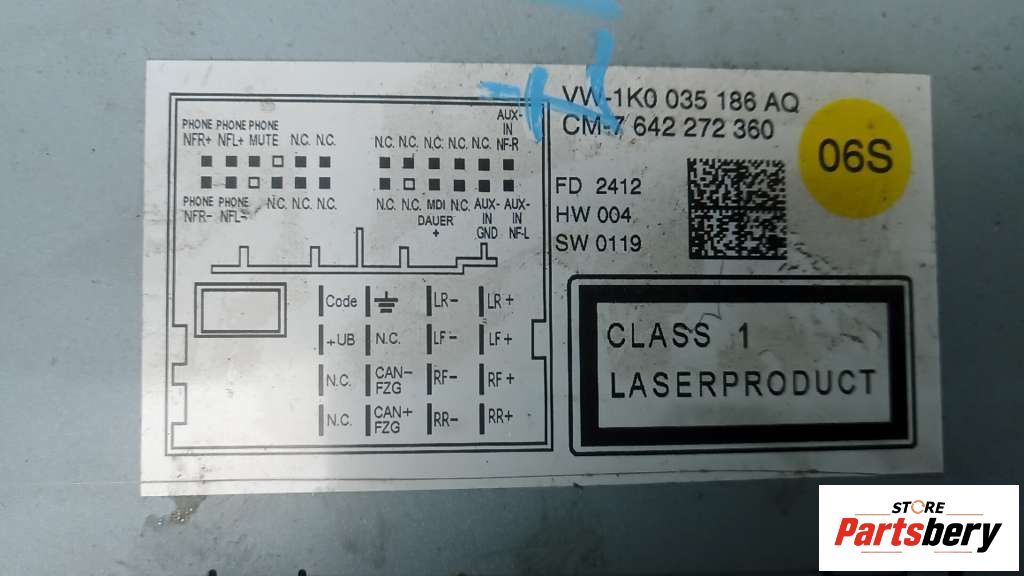 VW-1K0 035 186 AQ
CM-7 642 272 360
FD 2412
HW 004
SW 0119
06S
PHONE PHONE PHONE
NFR+ NFL+ MUTE N.C. N.C.
N.C. N.C. N.C. N.C. N.C. AUX-IN NF-R
PHONE PHONE
NFR- NFL- N.C. N.C. N.C.
N.C. N.C. MDI N.C. AUX- AUX-
DAUER IN IN
+ GND NF-L
Code LR- LR+
+UB N.C. LF- LF+
N.C. CAN- FZG RF- RF+
N.C. CAN+ FZG RR- RR+
CLASS 1
LASERPRODUCT
STORE
Partsbery